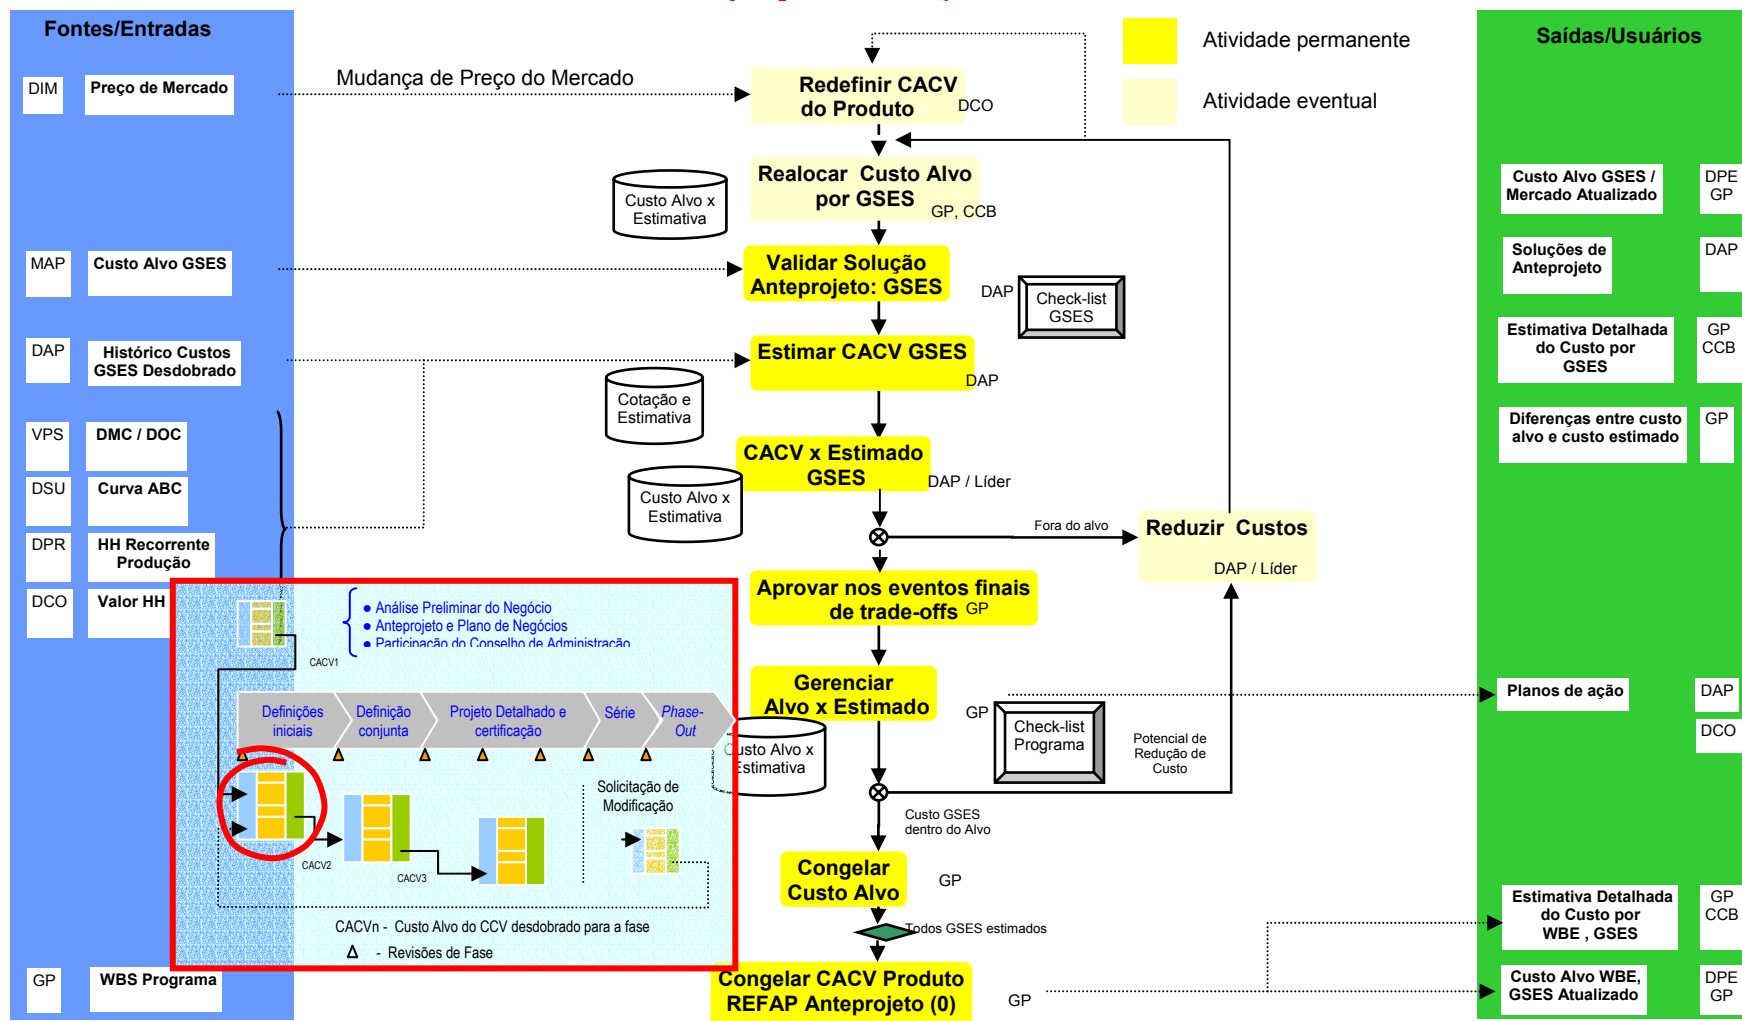 Fontes/Entradas
DIM
Preço de Mercado
MAP
Custo Alvo GSES
DAP
Histórico Custos
GSES Desdobrado
VPS
DMC / DOC
DSU
Curva ABC
DPR
HH Recorrente
Produção
DCO
Valor HH
GP
WBS Programa
Mudança de Preço do Mercado
Redefinir CACV
do Produto
DCO
Realocar Custo Alvo
por GSES
GP, CCB
Custo Alvo x
Estimativa
Validar Solução
Anteprojeto: GSES
DAP
Check-list
GSES
Estimar CACV GSES
DAP
Cotação e
Estimativa
CACV x Estimado
GSES
DAP / Líder
Custo Alvo x
Estimativa
Fora do alvo
Reduzir Custos
DAP / Líder
Aprovar nos eventos finais
de trade-offs
GP
Gerenciar
Alvo x Estimado
GP
Check-list
Programa
Custo Alvo x
Estimativa
Potencial de
Redução de
Custo
Custo GSES
dentro do Alvo
Congelar
Custo Alvo
GP
Todos GSES estimados
Congelar CACV Produto
REFAP Anteprojeto (0)
GP
Atividade permanente
Atividade eventual
● Análise Preliminar do Negócio
● Anteprojeto e Plano de Negócios
● Participação do Conselho de Administração
CACV1
Definições
iniciais
Definição
conjunta
Projeto Detalhado e
certificação
Série
Phase-
Out
Solicitação de
Modificação
CACV2
CACV3
CACVn - Custo Alvo do CCV desdobrado para a fase
- Revisões de Fase
Saídas/Usuários
Custo Alvo GSES /
Mercado Atualizado
DPE
GP
Soluções de
Anteprojeto
DAP
Estimativa Detalhada
do Custo por
GSES
GP
CCB
Diferenças entre custo
alvo e custo estimado
GP
Planos de ação
DAP
DCO
Estimativa Detalhada
do Custo por
WBE , GSES
GP
CCB
Custo Alvo WBE,
GSES Atualizado
DPE
GP